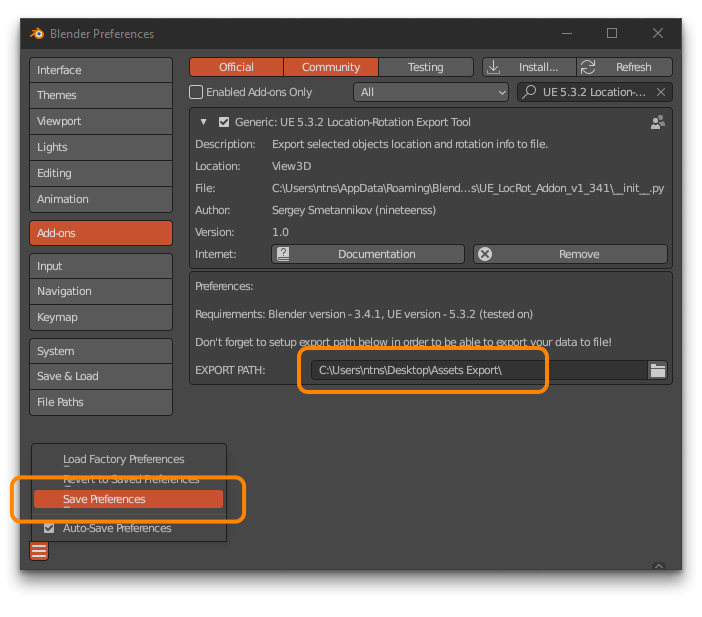 Blender Preferences
Interface
Themes
Viewport
Lights
Editing
Animation
Add-ons
Input
Navigation
Keymap
System
Save & Load
File Paths
Official Community Testing Install... Refresh
Enabled Add-ons Only All UE 5.3.2 Location-...
Generic: UE 5.3.2 Location-Rotation Export Tool
Description: Export selected objects location and rotation info to file.
Location: View3D
File: C:\Users\ntns\AppData\Roaming\Blend...s\UE_LocRot_Addon_v1_341\__init__.py
Author: Sergey Smetannikov (nineteenss)
Version: 1.0
Internet: Documentation Remove
Preferences:
Requirements: Blender version - 3.4.1, UE version - 5.3.2 (tested on)
Don't forget to setup export path below in order to be able to export your data to file!
EXPORT PATH: C:\Users\ntns\Desktop\Assets Export\
Load Factory Preferences
Revert to Saved Preferences
Save Preferences
Auto-Save Preferences